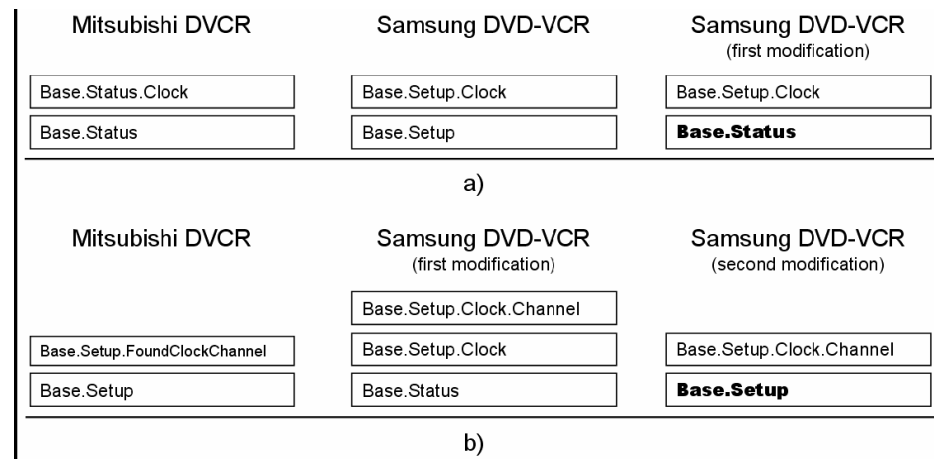 Mitsubishi DVCR Samsung DVD-VCR Samsung DVD-VCR
(first modification)
Base.Status.Clock Base.Setup.Clock Base.Setup.Clock
Base.Status Base.Setup Base.Status
a)
Mitsubishi DVCR Samsung DVD-VCR Samsung DVD-VCR
(first modification) (second modification)
Base.Setup.Clock.Channel
Base.Setup.FoundClockChannel Base.Setup.Clock Base.Setup.Clock.Channel
Base.Setup Base.Status Base.Setup
b)